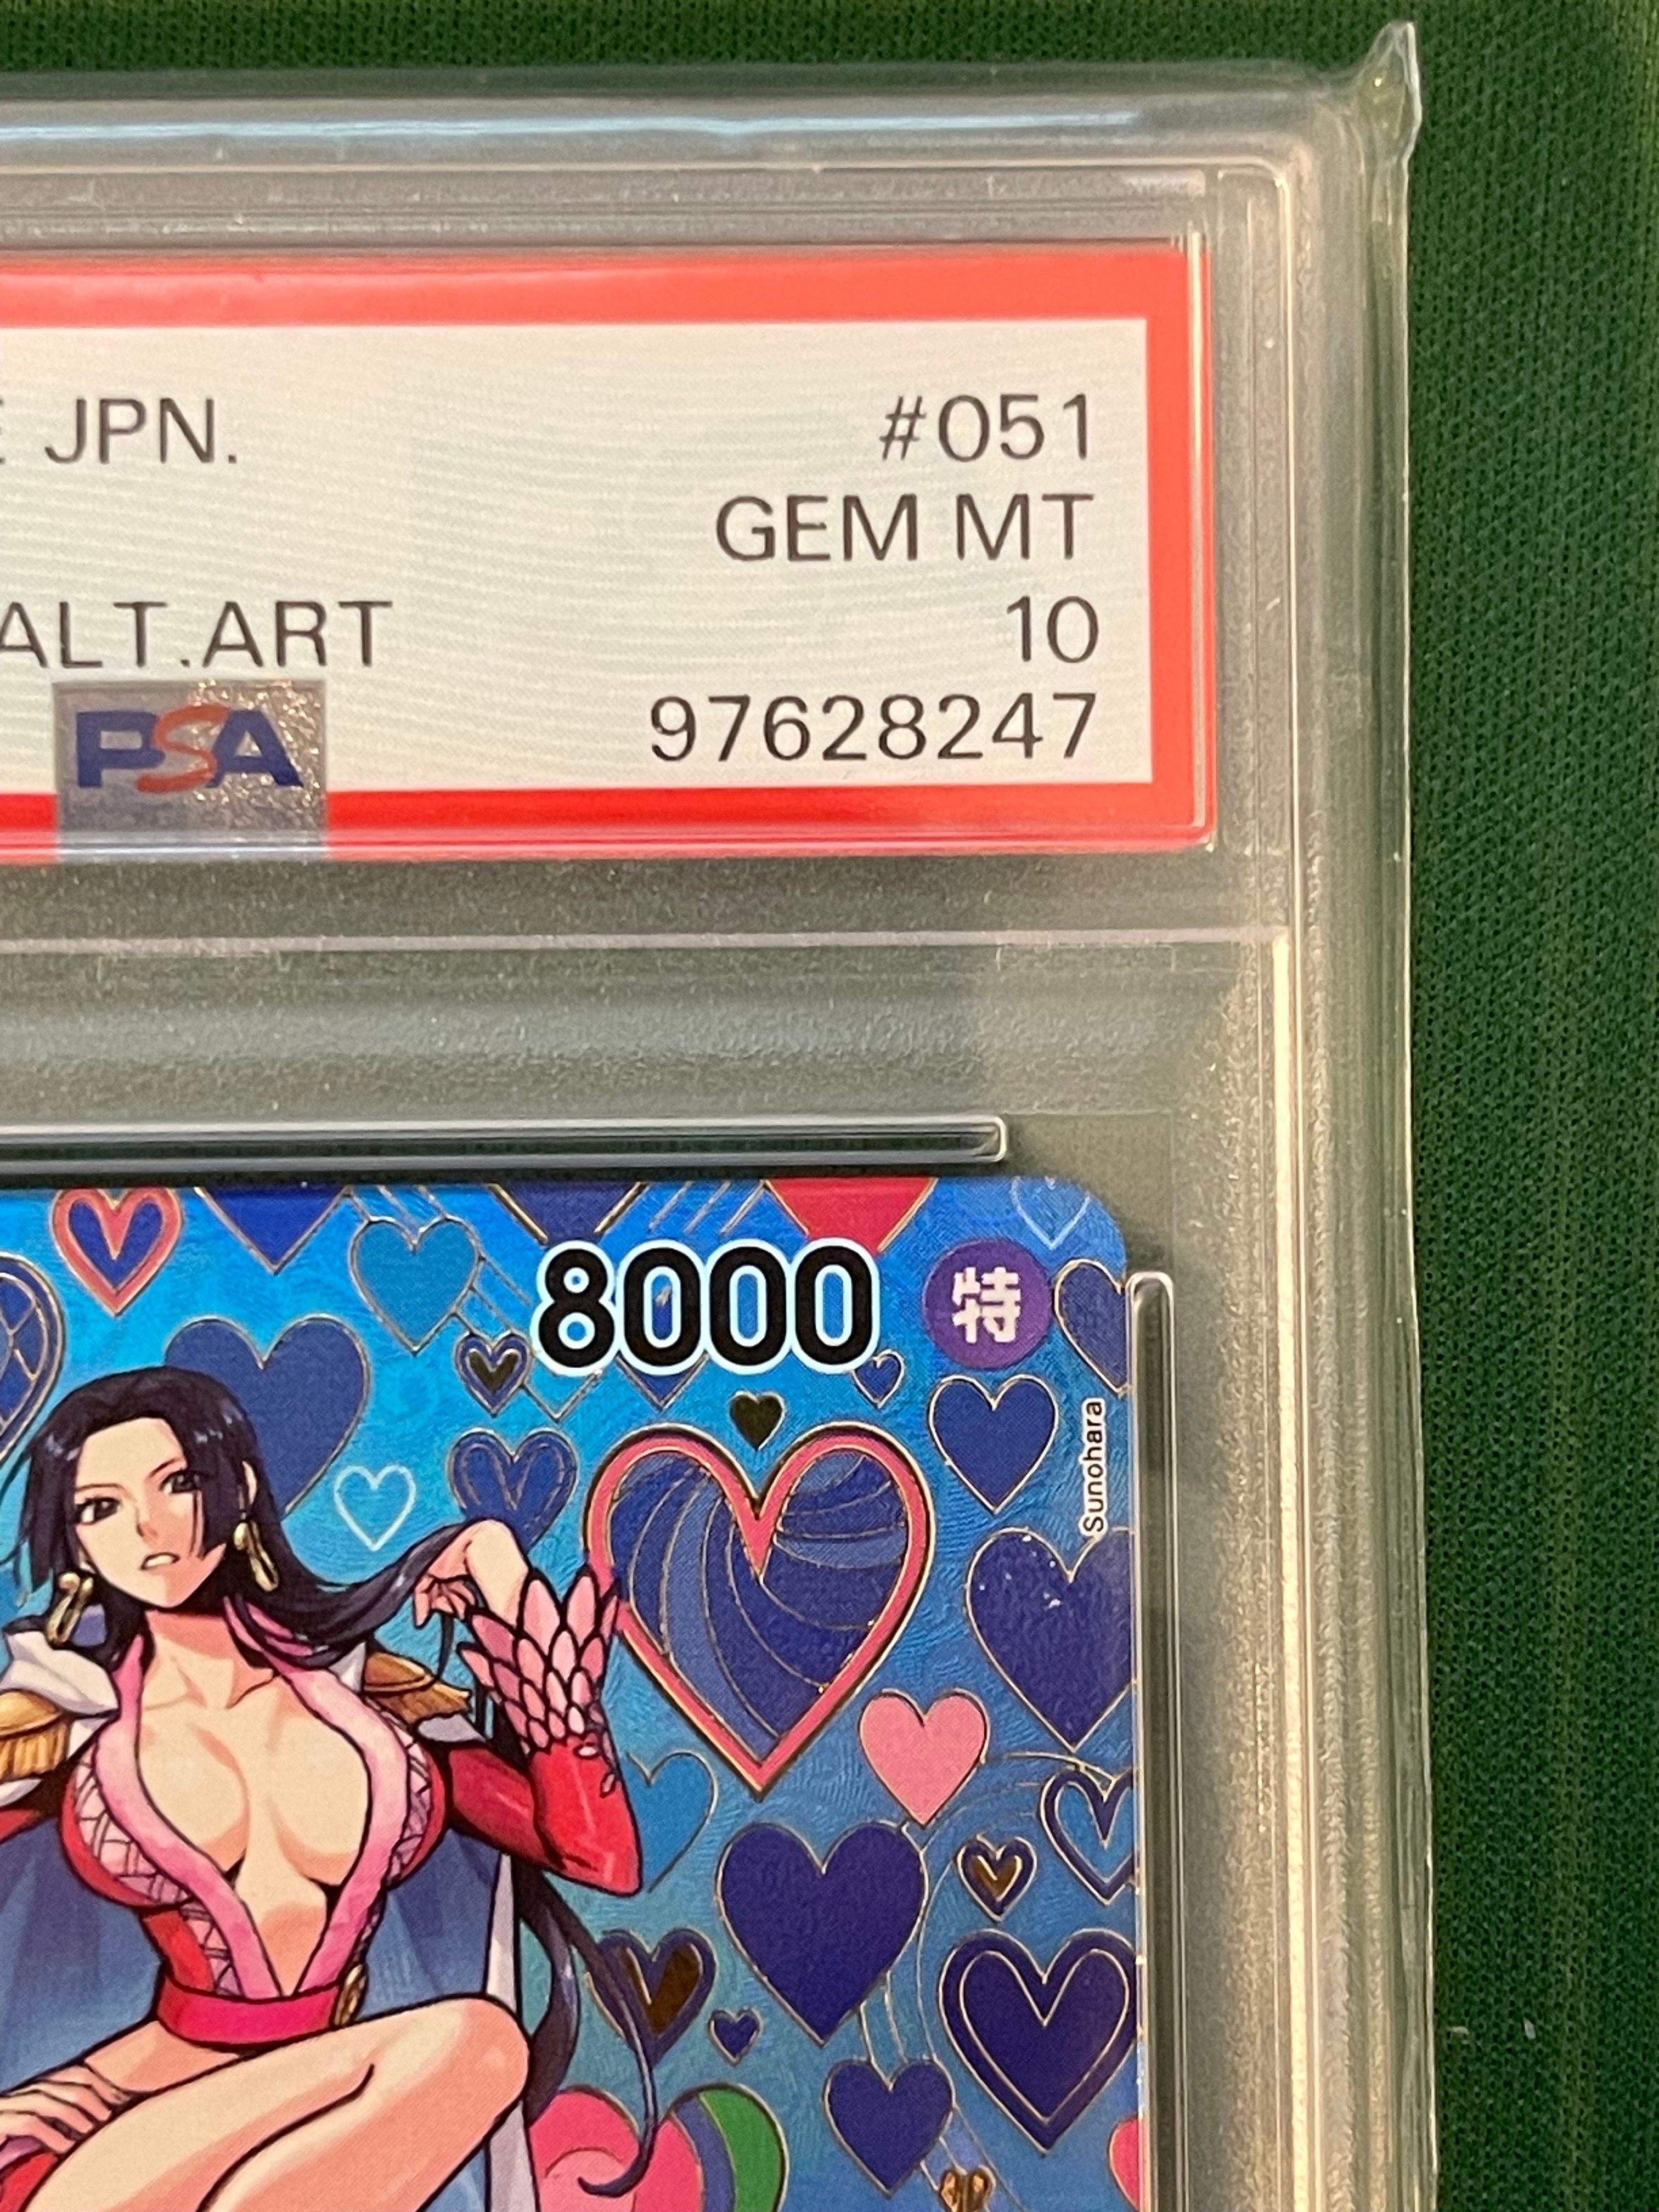 JPN. #051
GEM MT
ALT.ART 10
PSA 97628247
8000 特
Sunohara